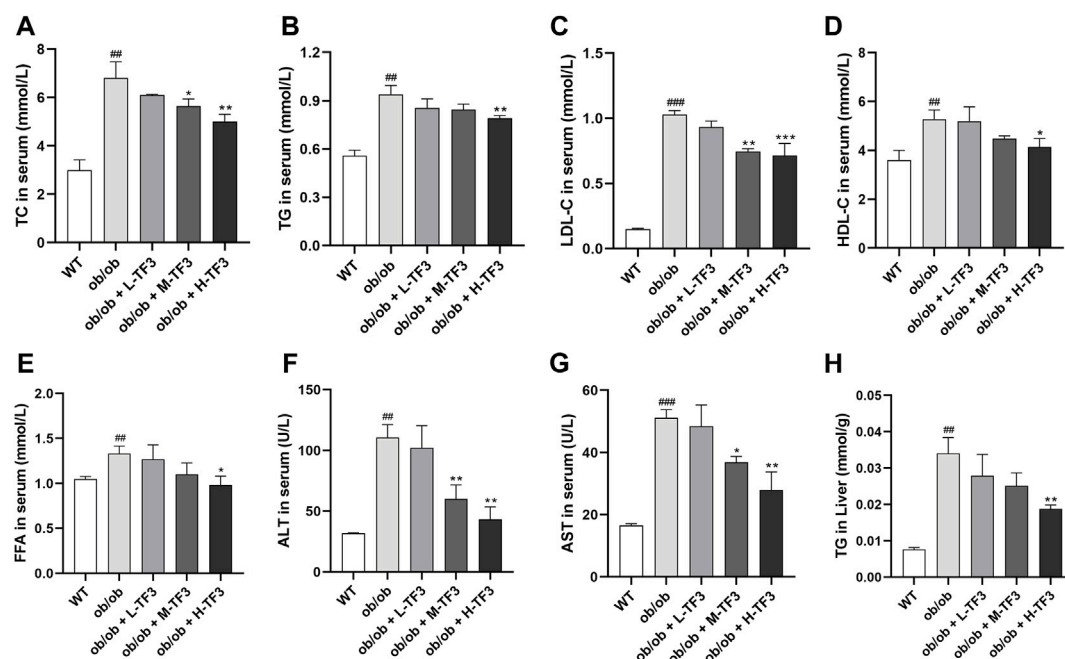 A
TC in serum (mmol/L)
8
6
4
2
0
##
*
**
WT
ob/ob
ob/ob + L-TF3
ob/ob + M-TF3
ob/ob + H-TF3
B
TG in serum (mmol/L)
1.2
0.9
0.6
0.3
0.0
##
**
WT
ob/ob
ob/ob + L-TF3
ob/ob + M-TF3
ob/ob + H-TF3
C
LDL-C in serum (mmol/L)
1.5
1.0
0.5
0.0
###
**
***
WT
ob/ob
ob/ob + L-TF3
ob/ob + M-TF3
ob/ob + H-TF3
D
HDL-C in serum (mmol/L)
8
6
4
2
0
##
*
WT
ob/ob
ob/ob + L-TF3
ob/ob + M-TF3
ob/ob + H-TF3
E
FFA in serum (mmol/L)
2.0
1.5
1.0
0.5
0.0
##
*
WT
ob/ob
ob/ob + L-TF3
ob/ob + M-TF3
ob/ob + H-TF3
F
ALT in serum (U/L)
150
100
50
0
##
**
**
WT
ob/ob
ob/ob + L-TF3
ob/ob + M-TF3
ob/ob + H-TF3
G
AST in serum (U/L)
60
40
20
0
###
*
**
WT
ob/ob
ob/ob + L-TF3
ob/ob + M-TF3
ob/ob + H-TF3
H
TG in Liver (mmol/g)
0.05
0.04
0.03
0.02
0.01
0.00
##
**
WT
ob/ob
ob/ob + L-TF3
ob/ob + M-TF3
ob/ob + H-TF3